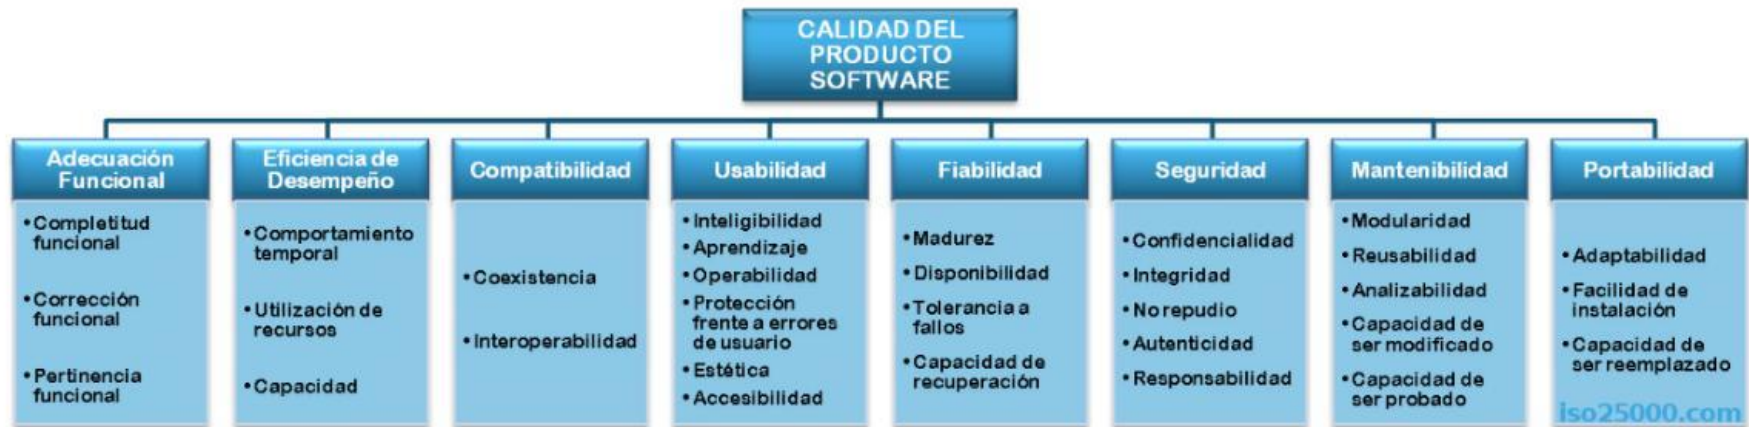 CALIDAD DEL
PRODUCTO
SOFTWARE
Adecuación
Funcional
• Completitud
funcional
• Corrección
funcional
• Pertinencia
funcional
Eficiencia de
Desempeño
• Comportamiento
temporal
• Utilización de
recursos
• Capacidad
Compatibilidad
• Coexistencia
• Interoperabilidad
Usabilidad
• Inteligibilidad
• Aprendizaje
• Operabilidad
• Protección
frente a errores
de usuario
• Estética
• Accesibilidad
Fiabilidad
• Madurez
• Disponibilidad
• Tolerancia a
fallos
• Capacidad de
recuperación
Seguridad
• Confidencialidad
• Integridad
• No repudio
• Autenticidad
• Responsabilidad
Mantenibilidad
• Modularidad
• Reusabilidad
• Analizabilidad
• Capacidad de
ser modificado
• Capacidad de
ser probado
Portabilidad
• Adaptabilidad
• Facilidad de
instalación
• Capacidad de
ser reemplazado
iso25000.com